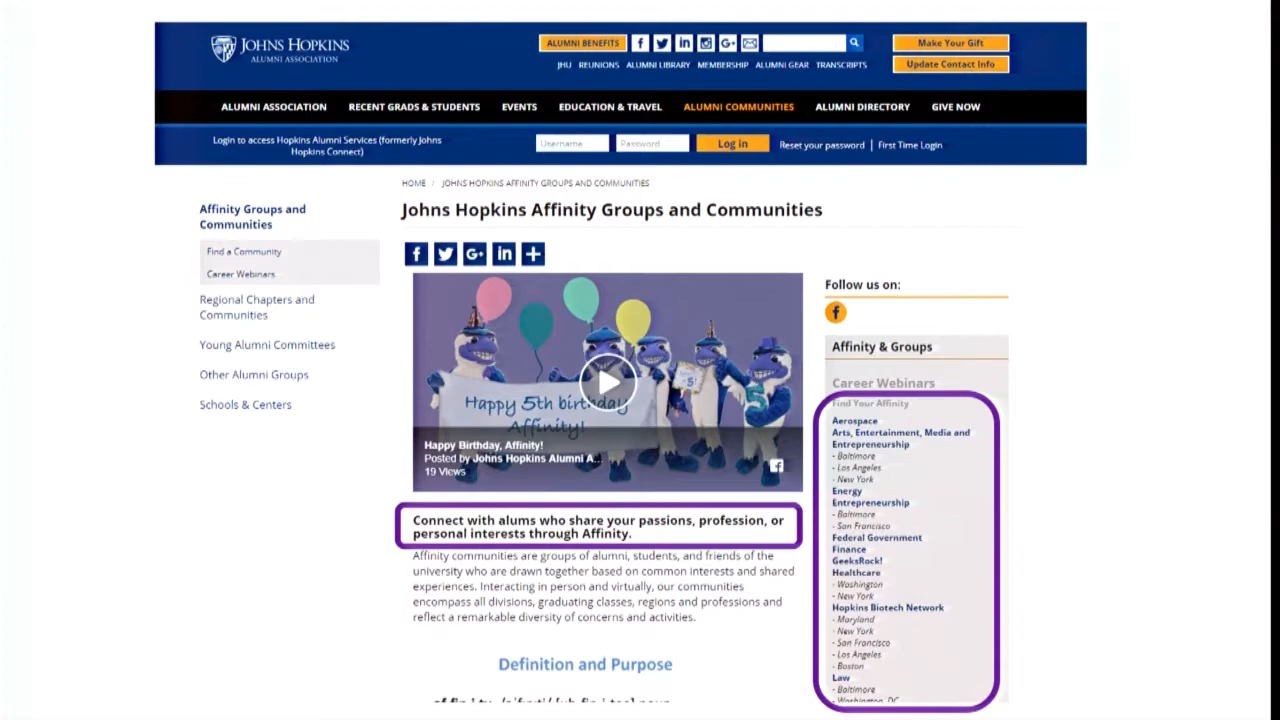 JOHNS HOPKINS
ALUMNI ASSOCIATION
ALUMNI BENEFITS
Make Your Gift
JHU REUNIONS ALUMNI LIBRARY MEMBERSHIP ALUMNI GEAR TRANSCRIPTS
Update Contact Info
ALUMNI ASSOCIATION RECENT GRADS & STUDENTS EVENTS EDUCATION & TRAVEL ALUMNI COMMUNITIES ALUMNI DIRECTORY GIVE NOW
Login to access Hopkins Alumni Services (formerly Johns
Hopkins Connect)
Username Password Log in Reset your password | First Time Login
HOME / JOHNS HOPKINS AFFINITY GROUPS AND COMMUNITIES
Affinity Groups and
Communities
Find a Community
Career Webinars
Regional Chapters and
Communities
Young Alumni Committees
Other Alumni Groups
Schools & Centers
Johns Hopkins Affinity Groups and Communities
Happy 5th birthday
Affinity!
5!
5
Happy Birthday, Affinity!
Posted by Johns Hopkins Alumni A...
19 Views
Connect with alums who share your passions, profession, or
personal interests through Affinity.
Affinity communities are groups of alumni, students, and friends of the
university who are drawn together based on common interests and shared
experiences. Interacting in person and virtually, our communities
encompass all divisions, graduating classes, regions and professions and
reflect a remarkable diversity of concerns and activities.
Definition and Purpose
Follow us on:
Affinity & Groups
Career Webinars
Find Your Affinity
Aerospace
Arts, Entertainment, Media and
Entrepreneurship
- Baltimore
- Los Angeles
- New York
Energy
Entrepreneurship
- Baltimore
- San Francisco
Federal Government
Finance
GeeksRock!
Healthcare
- Washington
- New York
Hopkins Biotech Network
- Maryland
- New York
- San Francisco
- Los Angeles
- Boston
Law
- Baltimore
- Washington, DC